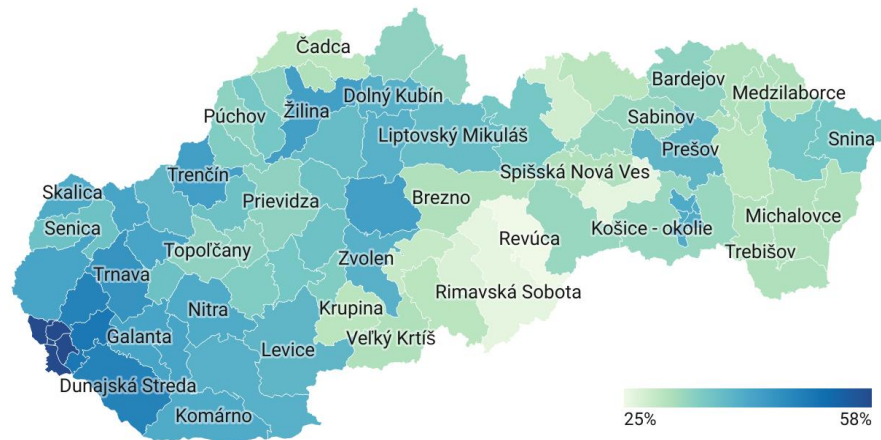 Čadca
Bardejov
Medzilaborce
Dolný Kubín
Púchov
Žilina
Sabinov
Liptovský Mikuláš
Prešov
Snina
Trenčín
Spišská Nová Ves
Skalica
Prievidza
Brezno
Michalovce
Senica
Topoľčany
Revúca
Košice - okolie
Zvolen
Trebišov
Trnava
Rimavská Sobota
Nitra
Krupina
Galanta
Veľký Krtíš
Levice
Dunajská Streda
Komárno
25%
58%